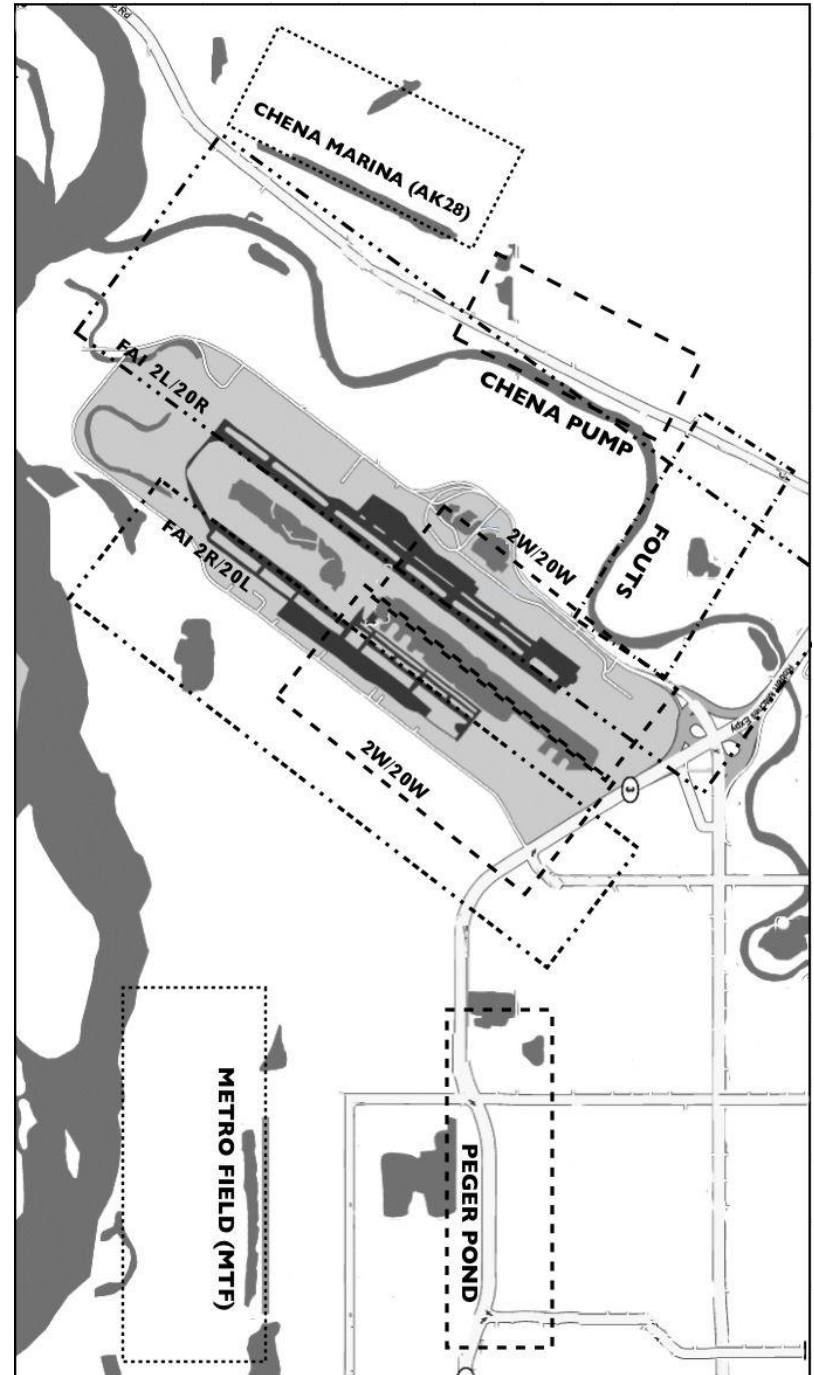 Rd
CHENA MARINA (AK28)
FAI 2L/20R
CHENA PUMP
FOUTS
2W/20W
FAI 2R/20L
2W/20W
3
METRO FIELD (MTF)
PEGER POND